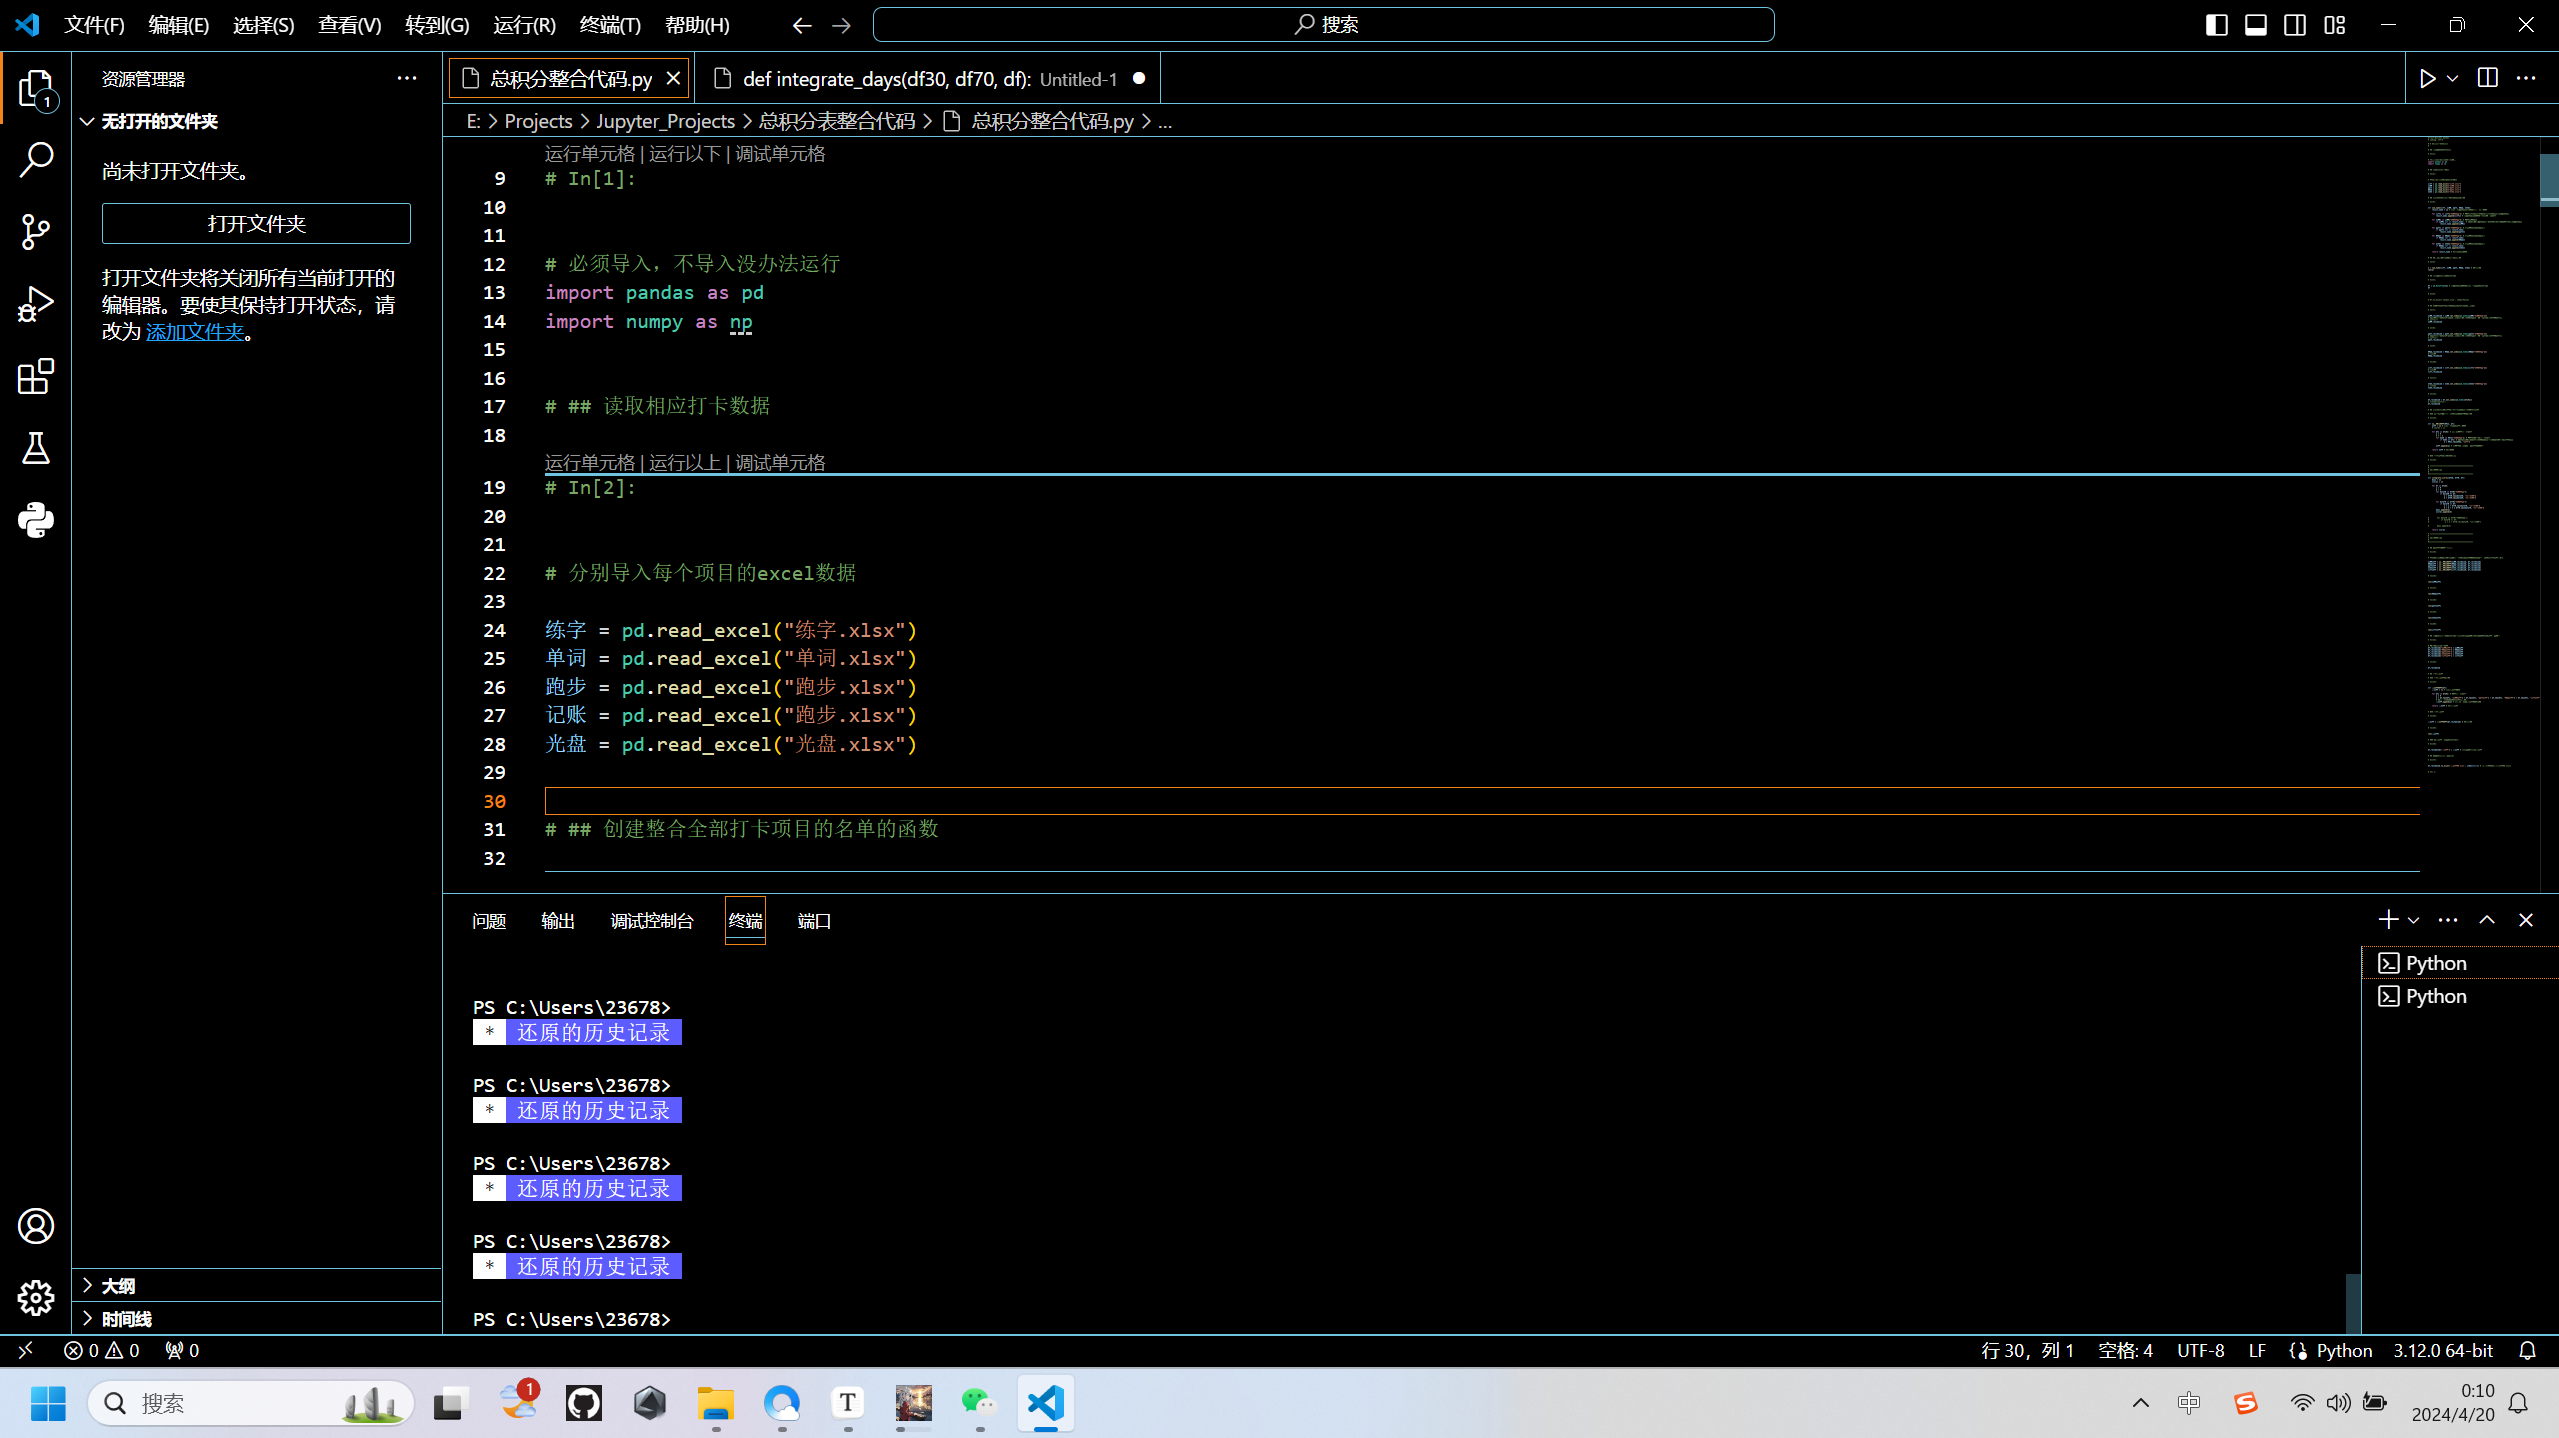 文件(F) 编辑(E) 选择(S) 查看(V) 转到(G) 运行(R) 终端(T) 帮助(H) 搜索
资源管理器
总积分整合代码.py def integrate_days(df30, df70, df): Untitled-1
1
无打开的文件夹
尚未打开文件夹。
打开文件夹
打开文件夹将关闭所有当前打开的
编辑器。要使其保持打开状态，请
改为 添加文件夹。
大纲
时间线
E: > Projects > Jupyter_Projects > 总积分表整合代码 > 总积分整合代码.py > ...
运行单元格 | 运行以下 | 调试单元格
9 # In[1]:
10
11
12 # 必须导入，不导入没办法运行
13 import pandas as pd
14 import numpy as np
15
16
17 # ## 读取相应打卡数据
18
运行单元格 | 运行以上 | 调试单元格
19 # In[2]:
20
21
22 # 分别导入每个项目的excel数据
23
24 练字 = pd.read_excel("练字.xlsx")
25 单词 = pd.read_excel("单词.xlsx")
26 跑步 = pd.read_excel("跑步.xlsx")
27 记账 = pd.read_excel("跑步.xlsx")
28 光盘 = pd.read_excel("光盘.xlsx")
29
30
31 # ## 创建整合全部打卡项目的名单的函数
32
问题 输出 调试控制台 终端 端口
PS C:\Users\23678>
* 还原的历史记录
PS C:\Users\23678>
* 还原的历史记录
PS C:\Users\23678>
* 还原的历史记录
PS C:\Users\23678>
* 还原的历史记录
PS C:\Users\23678>
Python
Python
0 0 0 行 30，列 1 空格: 4 UTF-8 LF Python 3.12.0 64-bit
搜索 1 T 中 0:10
2024/4/20